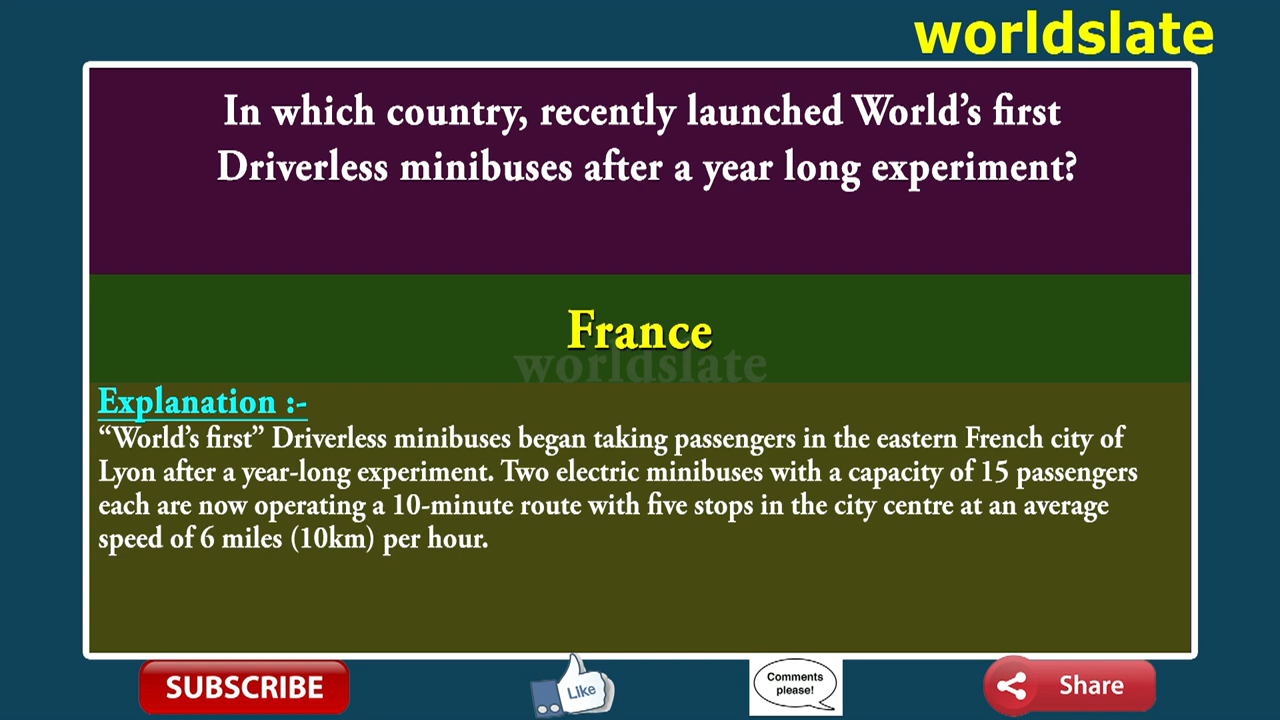 worldslate
In which country, recently launched World’s first
Driverless minibuses after a year long experiment?
France
worldslate
Explanation :-
“World’s first” Driverless minibuses began taking passengers in the eastern French city of
Lyon after a year-long experiment. Two electric minibuses with a capacity of 15 passengers
each are now operating a 10-minute route with five stops in the city centre at an average
speed of 6 miles (10km) per hour.
SUBSCRIBE
Like
Comments
please!
Share